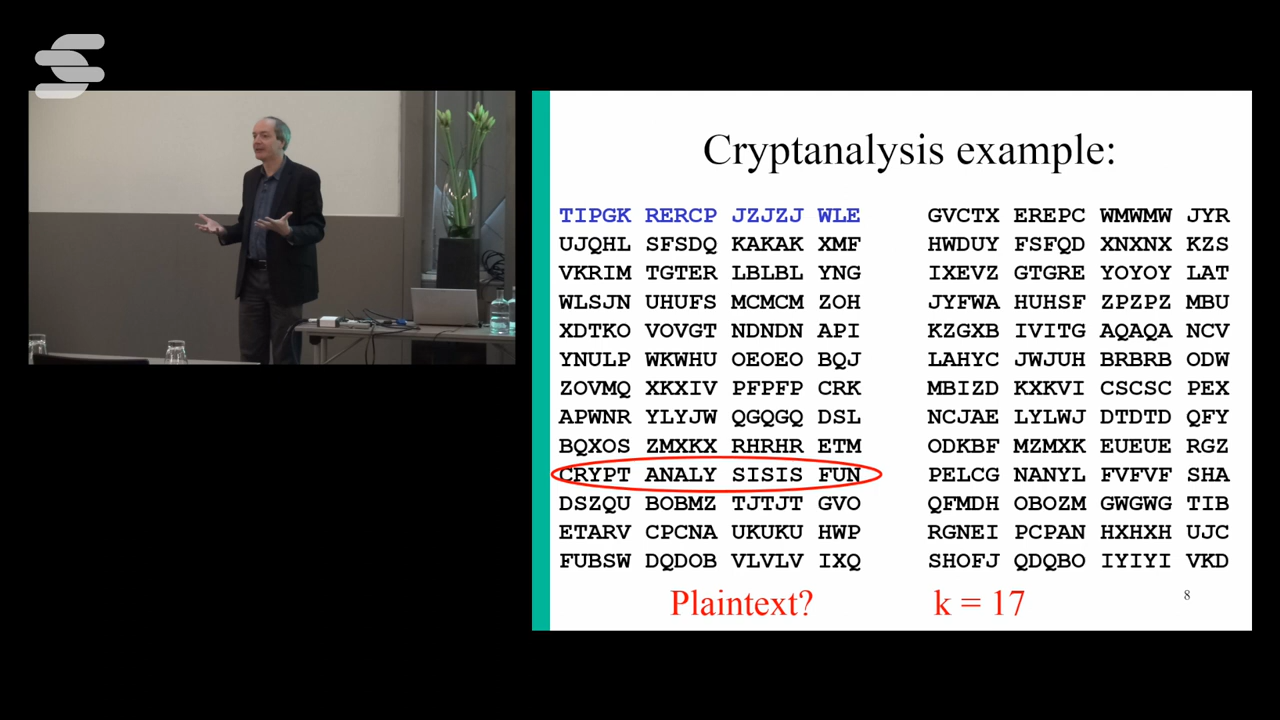 Cryptanalysis example:
TIPGK RERCP JZJZJ WLE
UJQHL SFSDQ KAKAK XMF
VKRIM TGTER LBLBL YNG
WLSJN UHUFS MCMCM ZOH
XDTKO VOVGT NDNDN API
YNULP WKWHU OEOEO BQJ
ZOVMQ XKXIV PFPFP CRK
APWNR YLYJW QGQGQ DSL
BQXOS ZMXKX RHRHR ETM
CRYPT ANALY SISIS FUN
DSZQU BOBMZ TJTJT GVO
ETARV CPCNA UKUKU HWP
FUBSW DQDOB VLVLV IXQ
GVCTX EREPC WMWMW JYR
HWDUY FSFQD XNXNX KZS
IXEVZ GTGRE YOYOY LAT
JYFWA HUHSF ZPZPZ MBU
KZGXB IVITG AQAQA NCV
LAHYC JWJUH BRBRB ODW
MBIZD KXKVI CSCSC PEX
NCJAE LYLWJ DTDTD QFY
ODKBF MZMXK EUEUE RGZ
PELCG NANYL FVFVF SHA
QFMDH OBOZM GWGWG TIB
RGNEI PCPAN HXHXH UJC
SHOFJ QDQBO IYIYI VKD
Plaintext?
k = 17
8